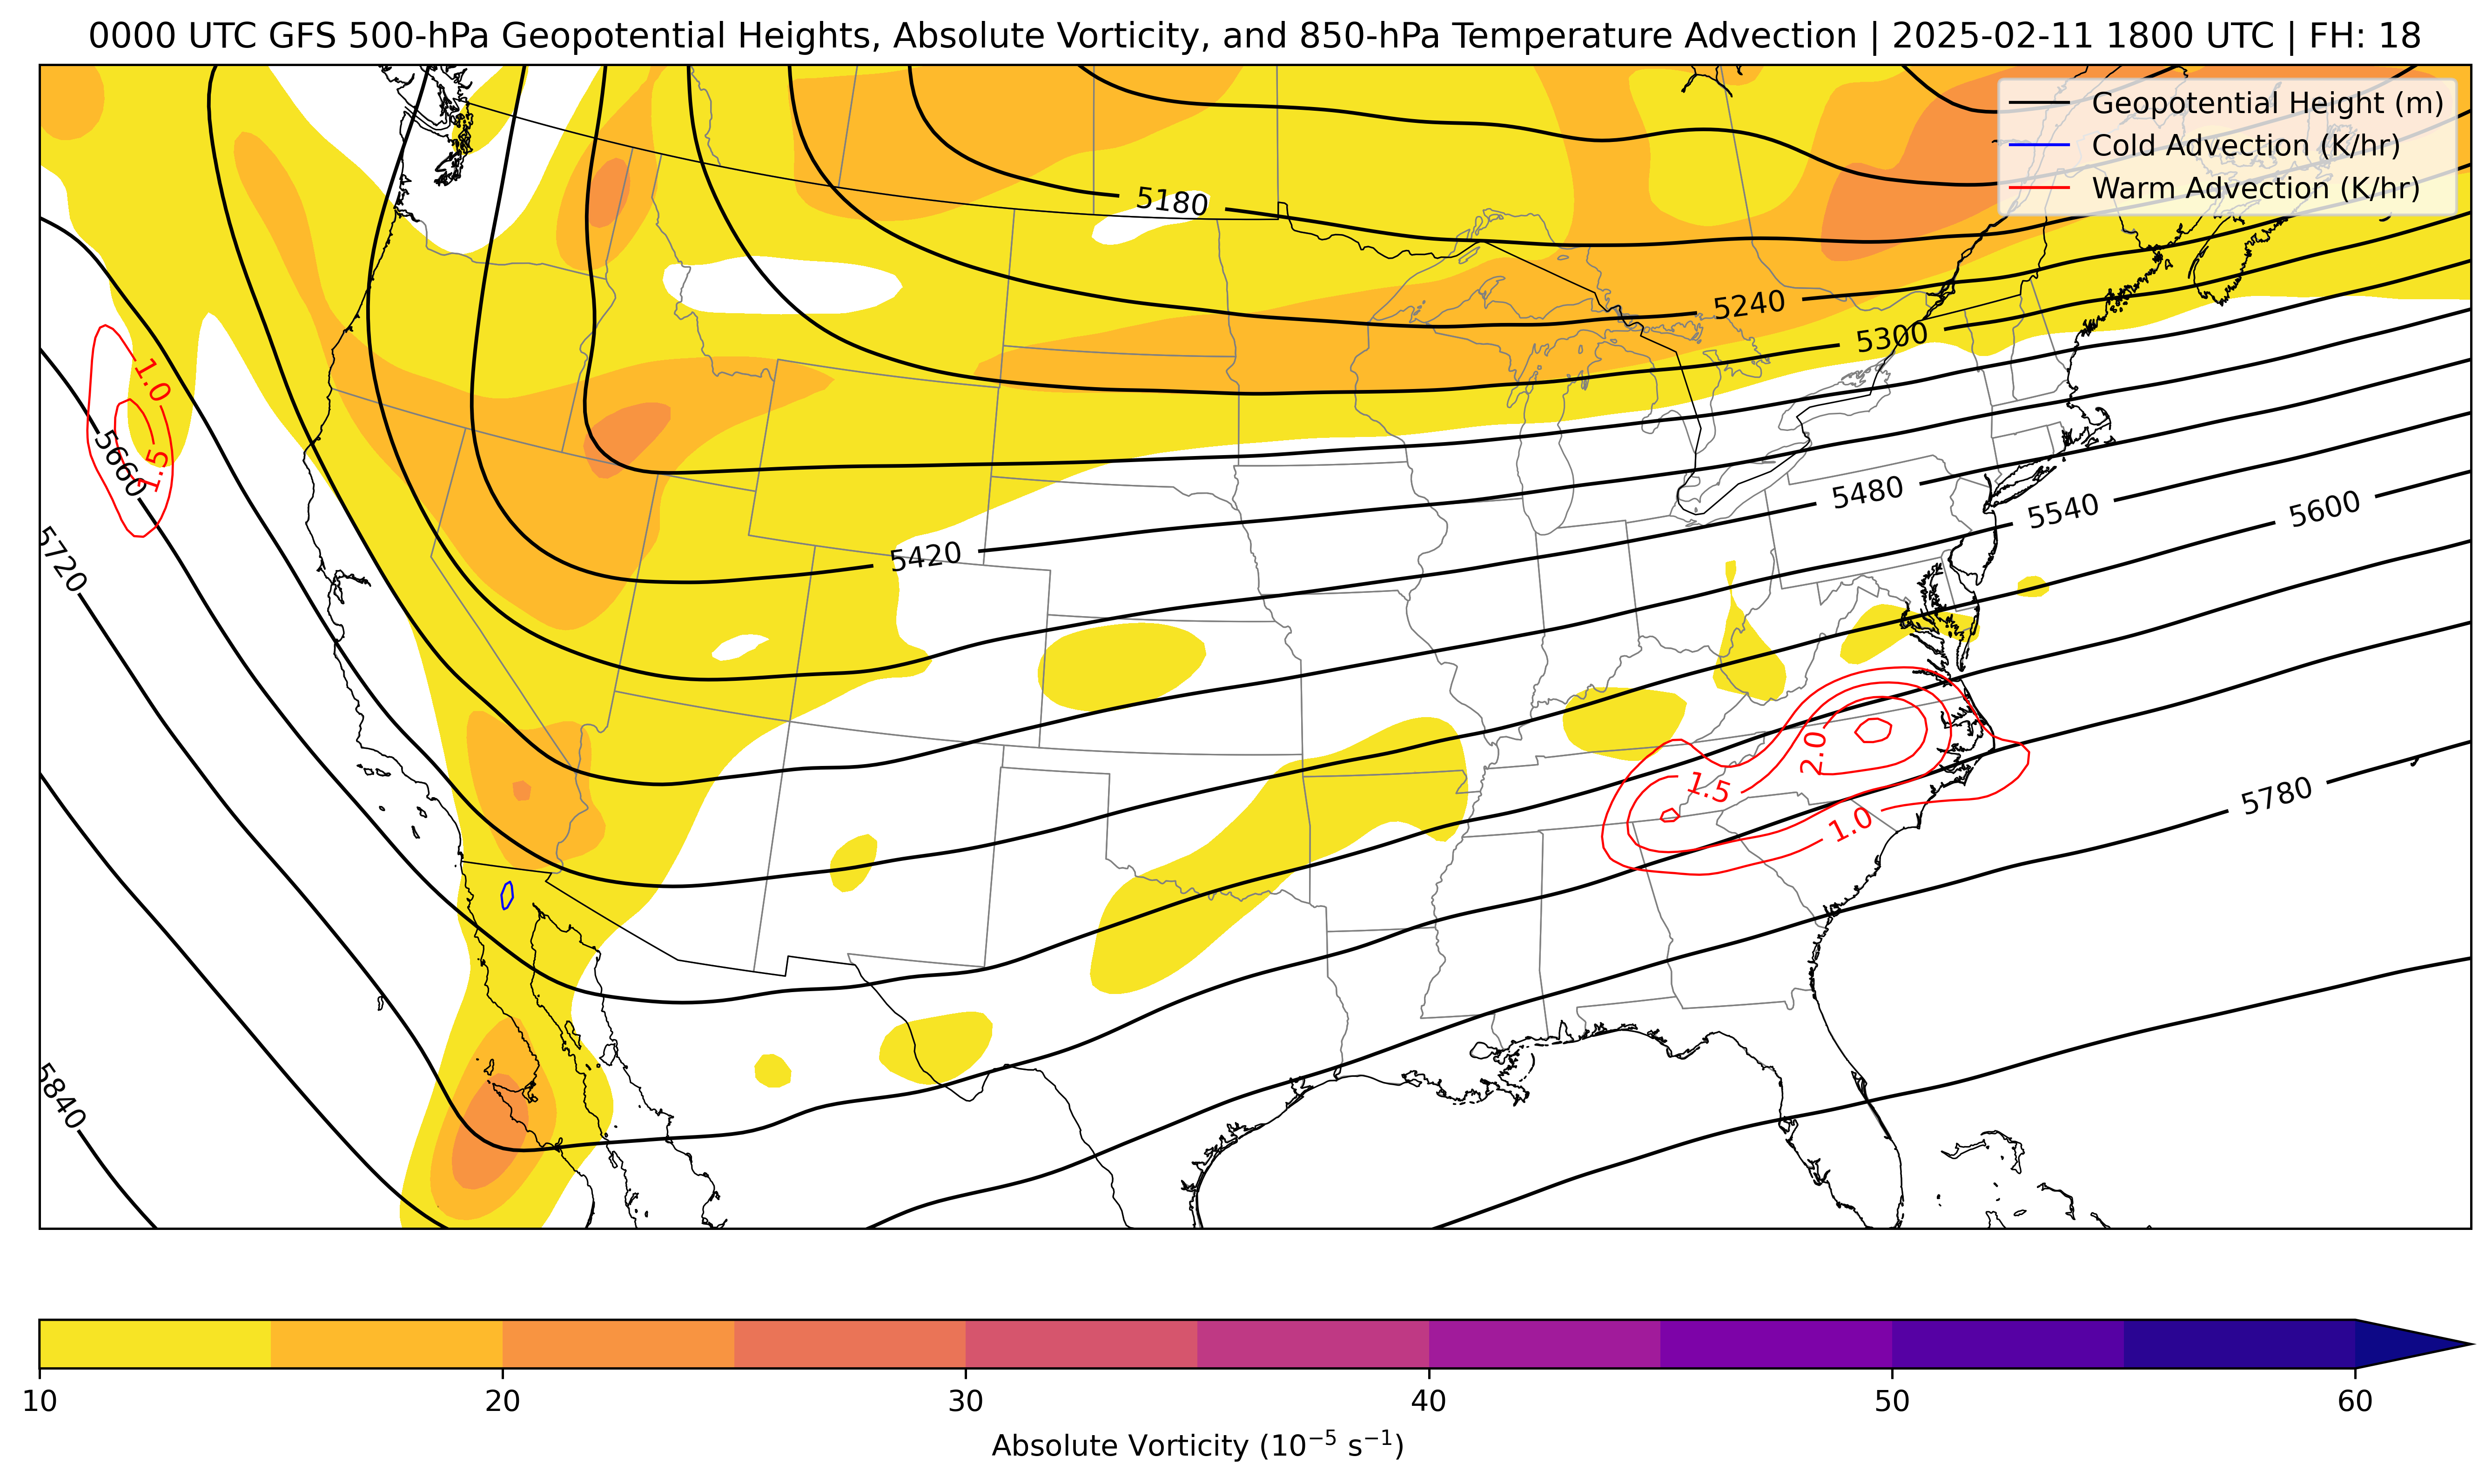 0000 UTC GFS 500-hPa Geopotential Heights, Absolute Vorticity, and 850-hPa Temperature Advection | 2025-02-11 1800 UTC | FH: 18
Geopotential Height (m)
Cold Advection (K/hr)
Warm Advection (K/hr)
5180
5240
5300
1.0
5660
1.5
5480
5540
5600
5720
5420
2.0
1.5
1.0
5780
5840
10 20 30 40 50 60
Absolute Vorticity (10⁻⁵ s⁻¹)